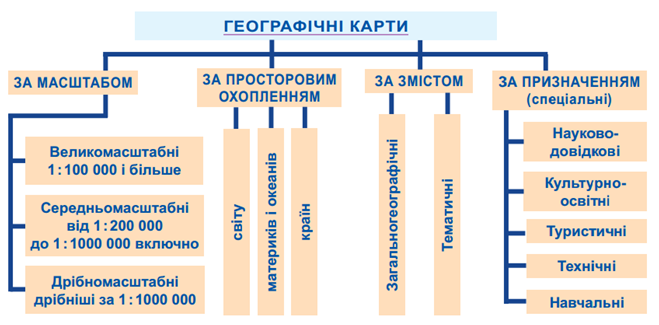 ГЕОГРАФІЧНІ КАРТИ
ЗА МАСШТАБОМ
Великомасштабні
1 : 100 000 і більше
Середньомасштабні
від 1 : 200 000
до 1 : 1000 000 включно
Дрібномасштабні
дрібніші за 1 : 1000 000
ЗА ПРОСТОРОВИМ
ОХОПЛЕННЯМ
світу
материків і океанів
країн
ЗА ЗМІСТОМ
Загальногеографічні
Тематичні
ЗА ПРИЗНАЧЕННЯМ
(спеціальні)
Науково-
довідкові
Культурно-
освітні
Туристичні
Технічні
Навчальні